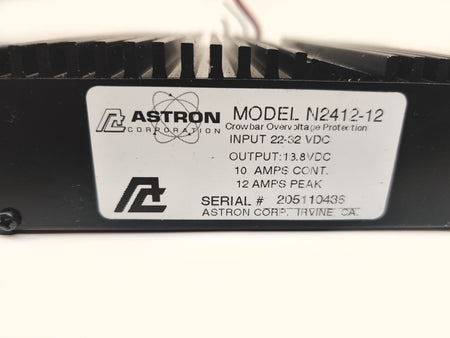 ASTRON
CORPORATION
MODEL N2412-12
Crowbar Overvoltage Protection
INPUT 22-32 VDC
OUTPUT: 13.8VDC
10 AMPS CONT.
12 AMPS PEAK
SERIAL # 205110436
ASTRON CORP. IRVINE, CA.